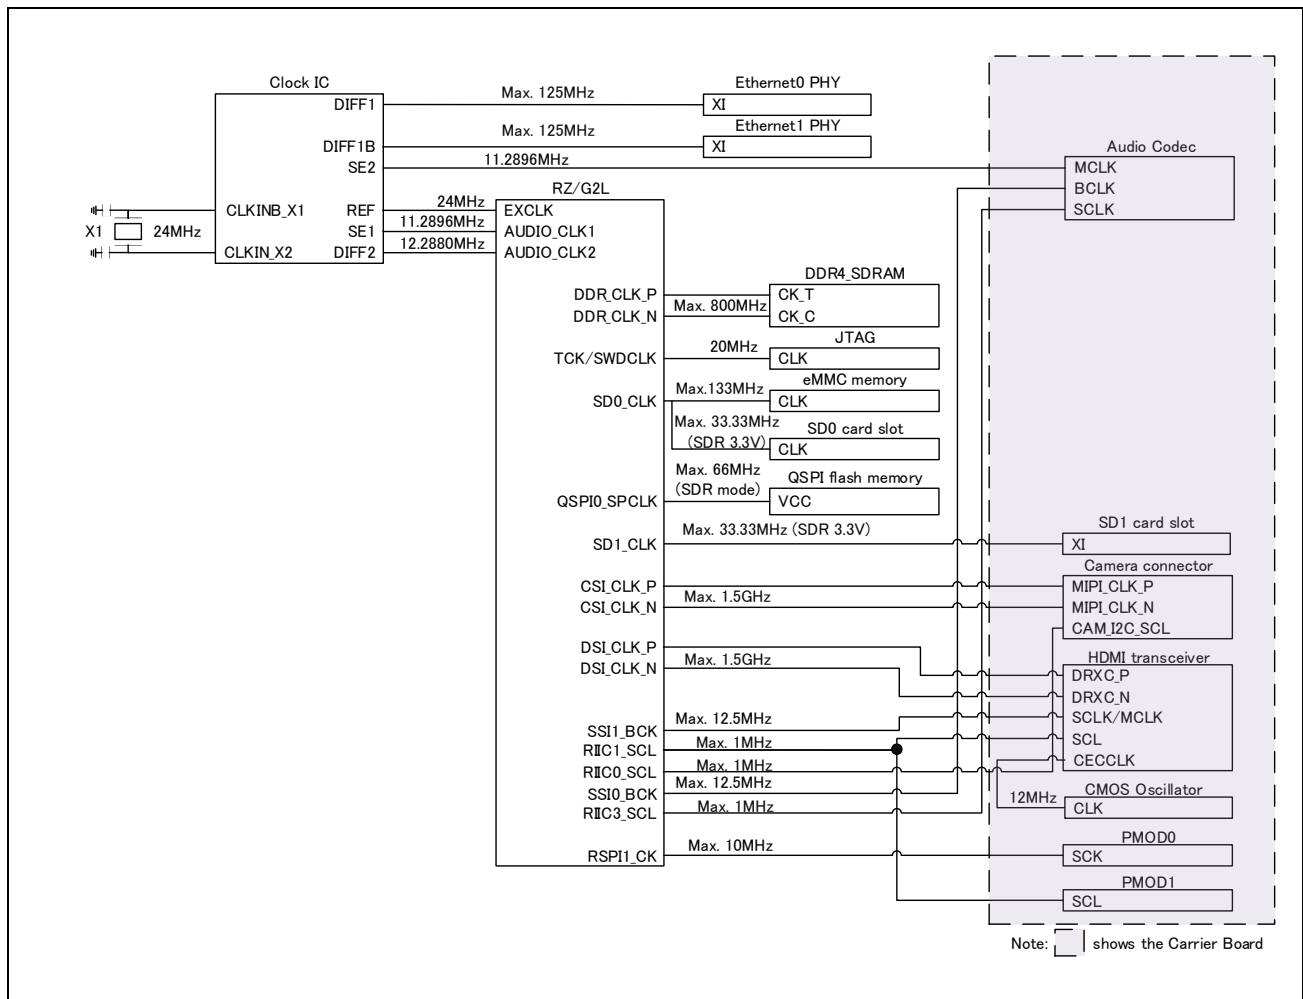 Clock IC
DIFF1
Max. 125MHz
Ethernet0 PHY
XI
DIFF1B
Max. 125MHz
Ethernet1 PHY
XI
SE2
11.2896MHz
Audio Codec
MCLK
BCLK
SCLK
X1
24MHz
CLKINB_X1
CLKIN_X2
REF
SE1
DIFF2
24MHz
11.2896MHz
12.2880MHz
RZ/G2L
EXCLK
AUDIO_CLK1
AUDIO_CLK2
DDR_CLK_P
DDR_CLK_N
Max. 800MHz
DDR4_SDRAM
CK_T
CK_C
TCK/SWDCLK
20MHz
JTAG
CLK
SD0_CLK
Max.133MHz
eMMC memory
CLK
Max. 33.33MHz
(SDR 3.3V)
SD0 card slot
CLK
QSPI0_SPCLK
Max. 66MHz
(SDR mode)
QSPI flash memory
VCC
SD1_CLK
Max. 33.33MHz (SDR 3.3V)
SD1 card slot
XI
CSI_CLK_P
CSI_CLK_N
Max. 1.5GHz
Camera connector
MIPI_CLK_P
MIPI_CLK_N
CAM_I2C_SCL
DSI_CLK_P
DSI_CLK_N
Max. 1.5GHz
HDMI transceiver
DRXC_P
DRXC_N
SCLK/MCLK
SCL
CECCLK
SSI1_BCK
Max. 12.5MHz
RIIC1_SCL
Max. 1MHz
RIIC0_SCL
Max. 1MHz
SSI0_BCK
Max. 12.5MHz
RIIC3_SCL
Max. 1MHz
12MHz
CMOS Oscillator
CLK
RSPI1_CK
Max. 10MHz
PMOD0
SCK
PMOD1
SCL
Note: shows the Carrier Board